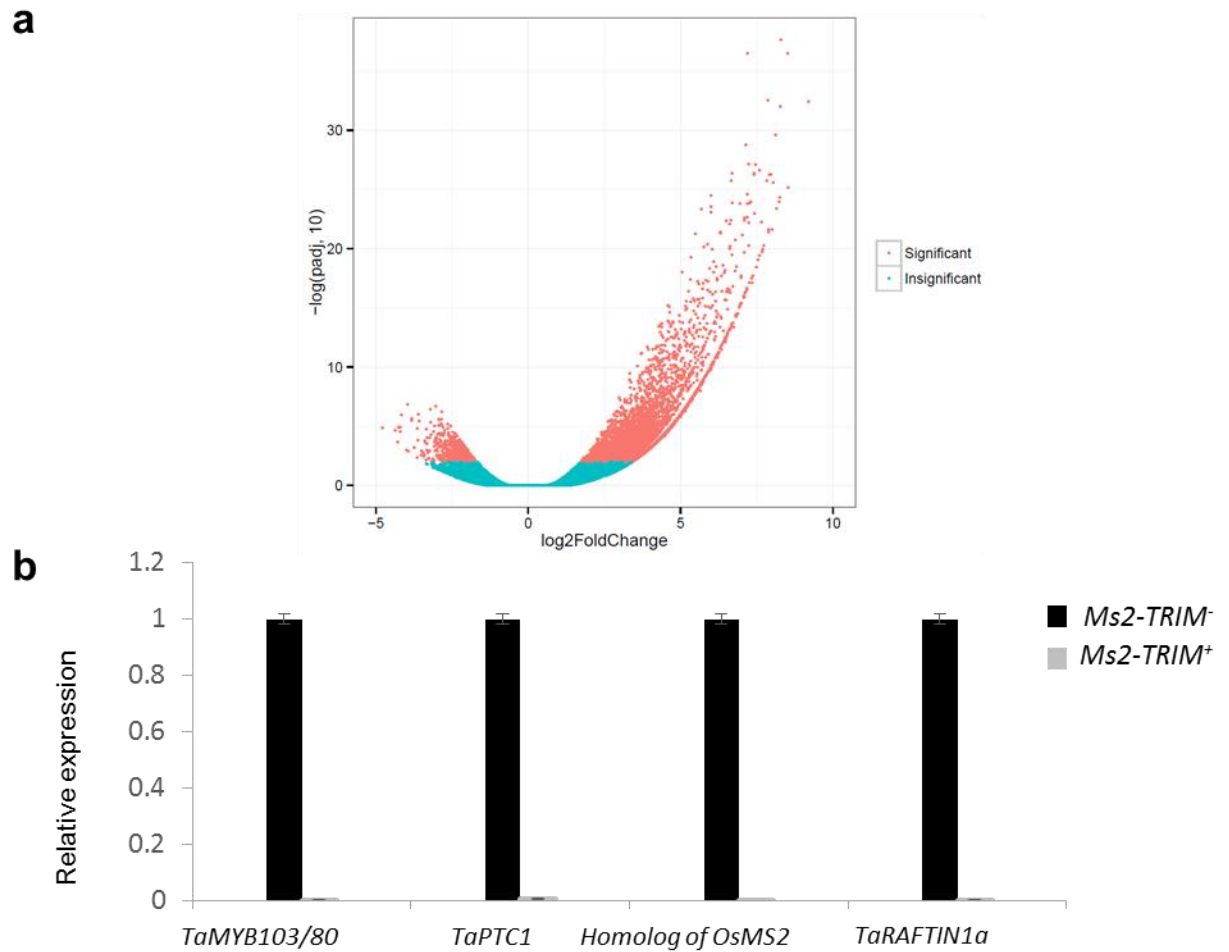 a
−log(padj, 10)
30
20
10
0
−5
0
5
10
log2FoldChange
Significant
Insignificant
b
Relative expression
1.2
1
0.8
0.6
0.4
0.2
0
TaMYB103/80
TaPTC1
Homolog of OsMS2
TaRAFTIN1a
Ms2-TRIM⁻
Ms2-TRIM⁺